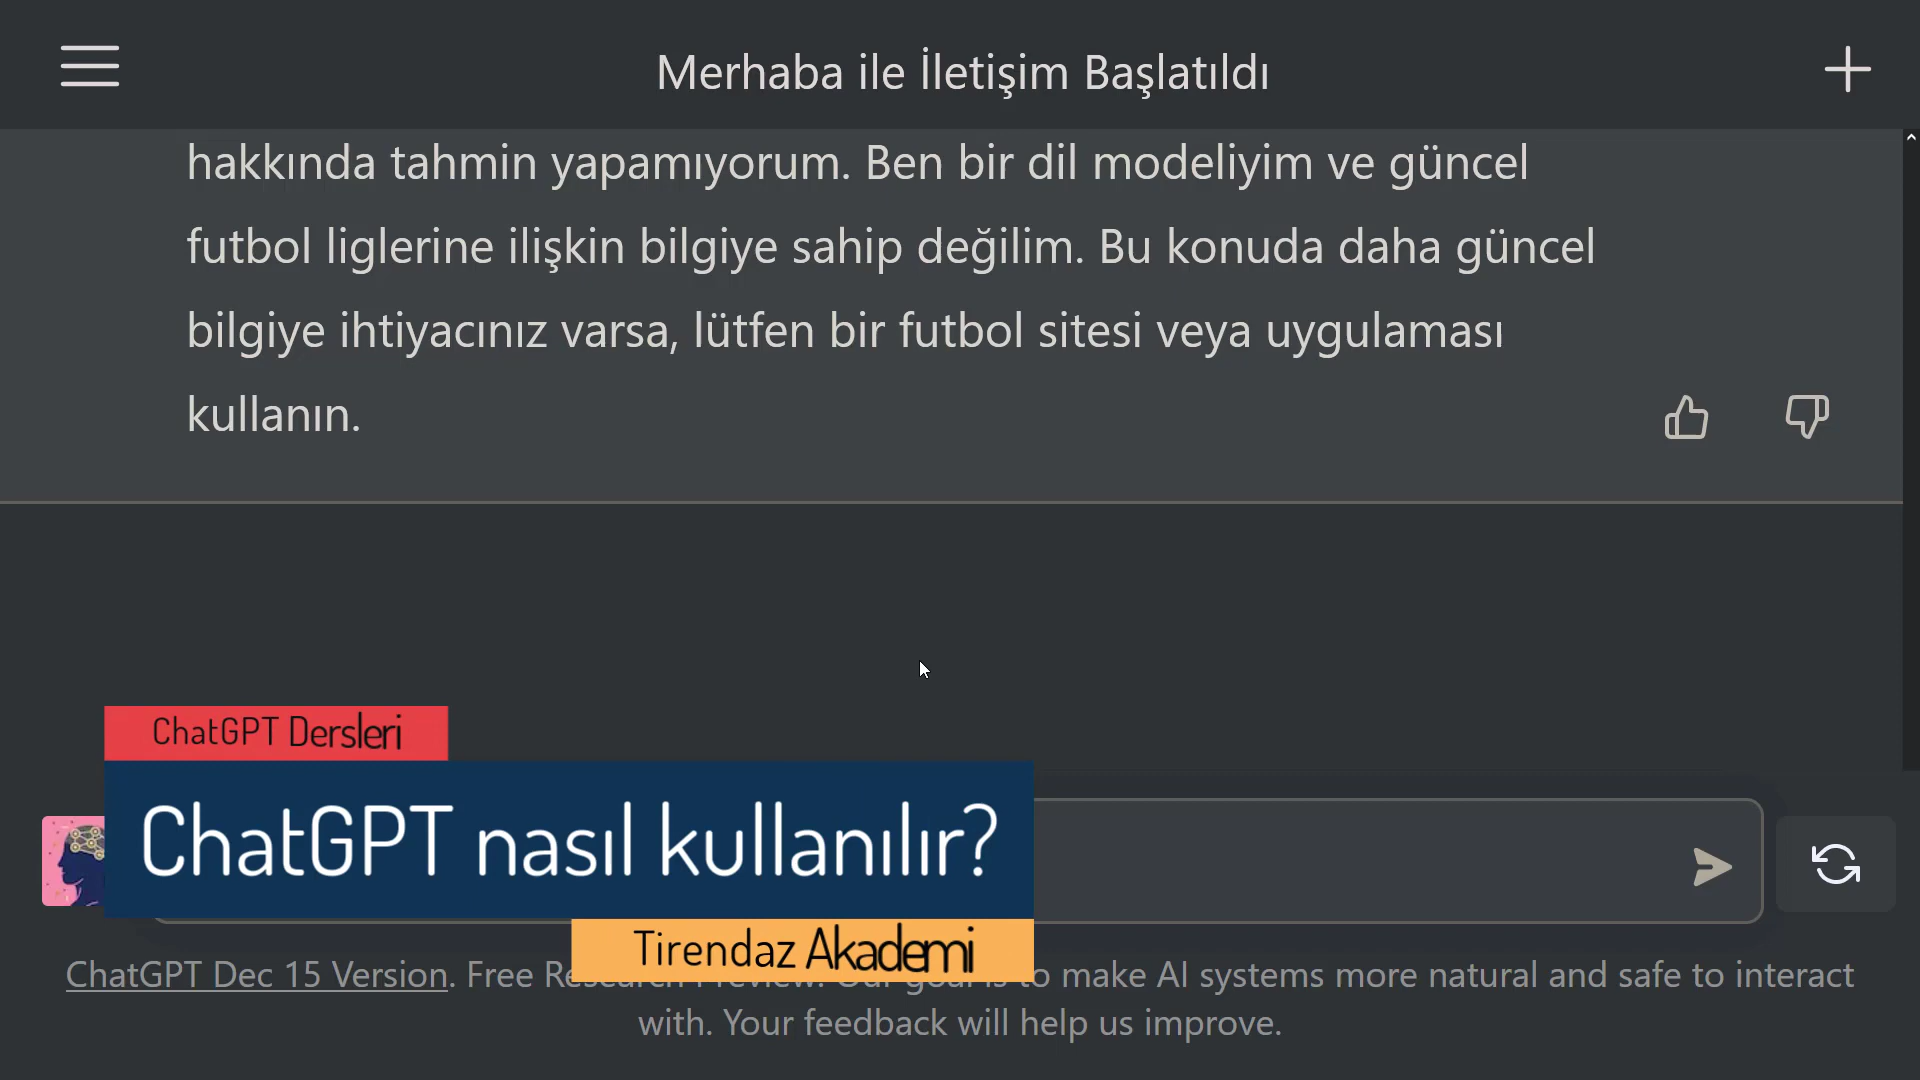 Merhaba ile İletişim Başlatıldı
hakkında tahmin yapamıyorum. Ben bir dil modeliyim ve güncel
futbol liglerine ilişkin bilgiye sahip değilim. Bu konuda daha güncel
bilgiye ihtiyacınız varsa, lütfen bir futbol sitesi veya uygulaması
kullanın.
ChatGPT Dersleri
ChatGPT nasıl kullanılır?
Tirendaz Akademi
ChatGPT Dec 15 Version. Free to make AI systems more natural and safe to interact
with. Your feedback will help us improve.